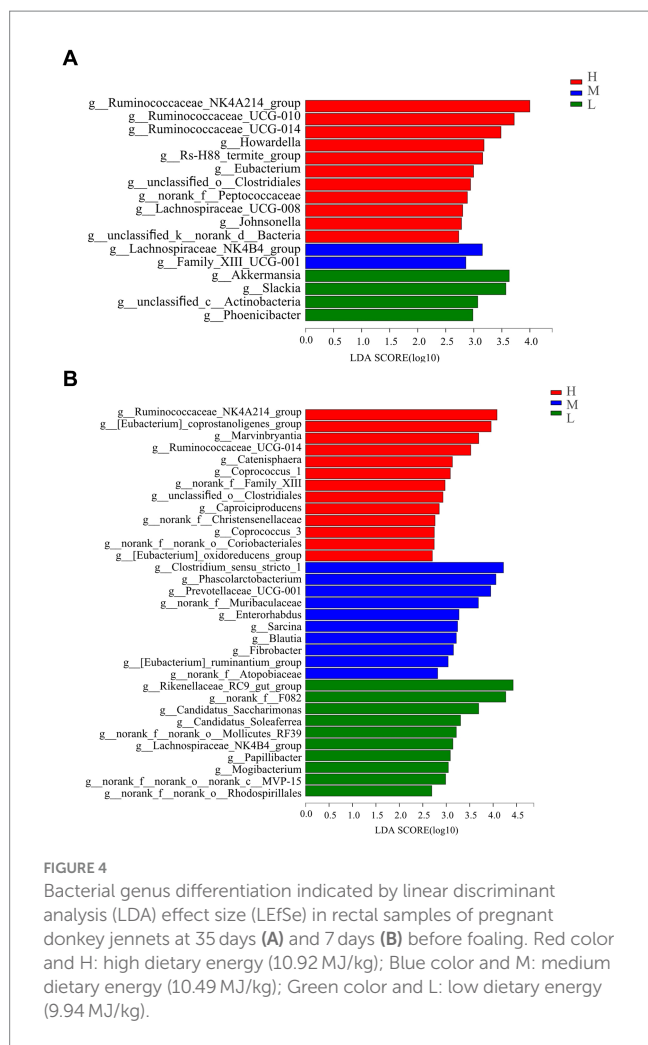 A
H
M
L
g__Ruminococcaceae_NK4A214_group
g__Ruminococcaceae_UCG-010
g__Ruminococcaceae_UCG-014
g__Howardella
g__Rs-H88_termite_group
g__Eubacterium
g__unclassified_o__Clostridiales
g__norank_f__Peptococcaceae
g__Lachnospiraceae_UCG-008
g__Johnsonella
g__unclassified_k__norank_d__Bacteria
g__Lachnospiraceae_NK4B4_group
g__Family_XIII_UCG-001
g__Akkermansia
g__Slackia
g__unclassified_c__Actinobacteria
g__Phoenicibacter
0.0 0.5 1.0 1.5 2.0 2.5 3.0 3.5 4.0
LDA SCORE(log10)
B
H
M
L
g__Ruminococcaceae_NK4A214_group
g__[Eubacterium]_coprostanoligenes_group
g__Marvinbryantia
g__Ruminococcaceae_UCG-014
g__Catenisphaera
g__Coprococcus_1
g__norank_f__Family_XIII
g__unclassified_o__Clostridiales
g__Caproiciproducens
g__norank_f__Christensenellaceae
g__Coprococcus_3
g__norank_f__norank_o__Coriobacteriales
g__[Eubacterium]_oxidoreducens_group
g__Clostridium_sensu_stricto_1
g__Phascolarctobacterium
g__Prevotellaceae_UCG-001
g__norank_f__Muribaculaceae
g__Enterorhabdus
g__Sarcina
g__Blautia
g__Fibrobacter
g__[Eubacterium]_ruminantium_group
g__norank_f__Atopobiaceae
g__Rikenellaceae_RC9_gut_group
g__norank_f__F082
g__Candidatus_Saccharimonas
g__Candidatus_Soleaferrea
g__norank_f__norank_o__Mollicutes_RF39
g__Lachnospiraceae_NK4B4_group
g__Papillibacter
g__Mogibacterium
g__norank_f__norank_o__norank_c__MVP-15
g__norank_f__norank_o__Rhodospirillales
0.0 0.5 1.0 1.5 2.0 2.5 3.0 3.5 4.0 4.5
LDA SCORE(log10)
FIGURE 4
Bacterial genus differentiation indicated by linear discriminant
analysis (LDA) effect size (LEfSe) in rectal samples of pregnant
donkey jennets at 35 days (A) and 7 days (B) before foaling. Red color
and H: high dietary energy (10.92 MJ/kg); Blue color and M: medium
dietary energy (10.49 MJ/kg); Green color and L: low dietary energy
(9.94 MJ/kg).